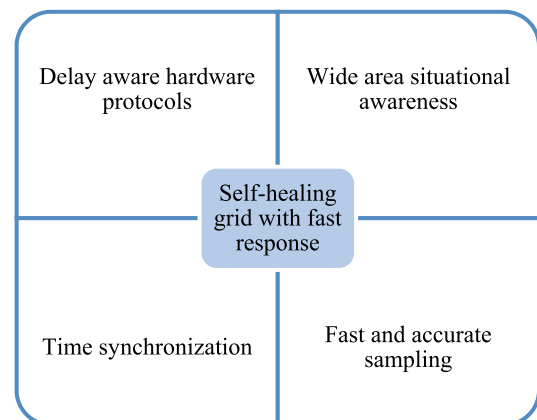 Delay aware hardware
protocols
Wide area situational
awareness
Self-healing
grid with fast
response
Time synchronization
Fast and accurate
sampling